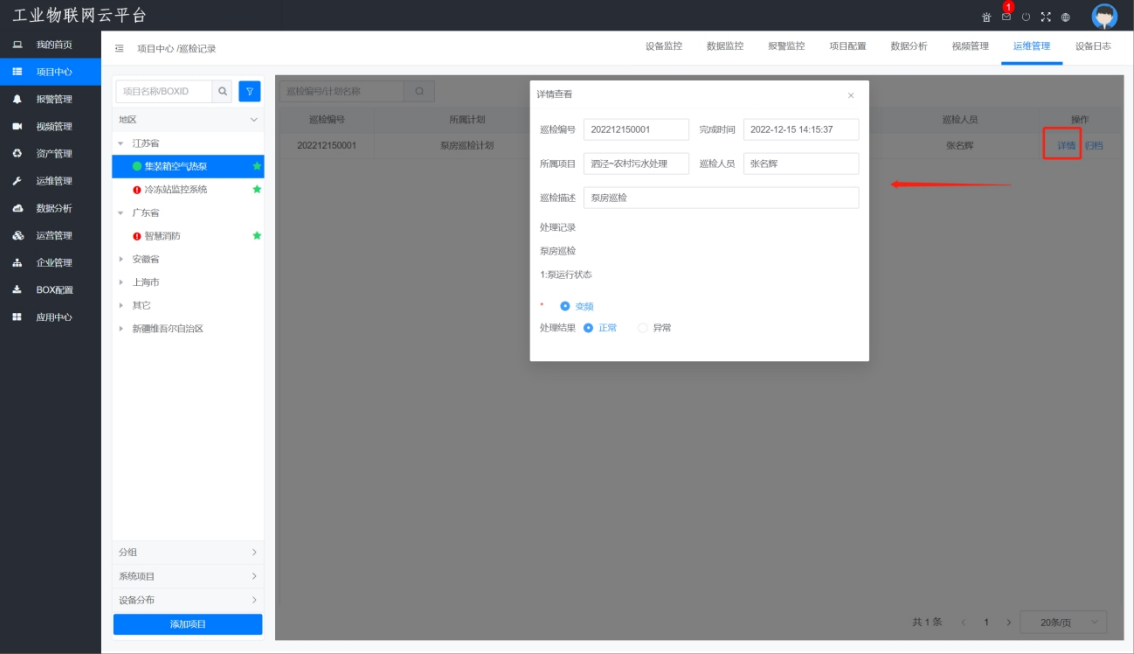 工业物联网云平台
1
我的首页
项目中心
报警管理
视频管理
资产管理
运维管理
数据分析
运营管理
企业管理
BOX配置
应用中心
项目中心 /巡检记录
设备监控 数据监控 报警监控 项目配置 数据分析 视频管理 运维管理 设备日志
项目名称/BOXID
地区
江苏省
集装箱空气热泵
冷冻站监控系统
广东省
智慧消防
安徽省
上海市
其它
新疆维吾尔自治区
分组
系统项目
设备分布
添加项目
巡检编号/计划名称
巡检编号 所属计划 巡检人员 操作
202212150001 泵房巡检计划 张名辉 详情 归档
详情查看
巡检编号 202212150001 完成时间 2022-12-15 14:15:37
所属项目 泗泾-农村污水处理 巡检人员 张名辉
巡检描述 泵房巡检
处理记录
泵房巡检
1:泵运行状态
* 变频
处理结果 正常 异常
共 1 条 1 20条/页